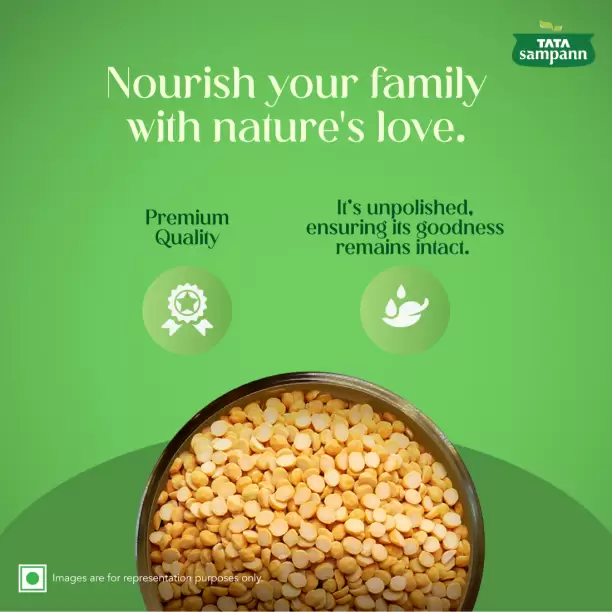 TATA
sampann
Nourish your family
with nature's love.
Premium
Quality
It's unpolished,
ensuring its goodness
remains intact.
Images are for representation purposes only.